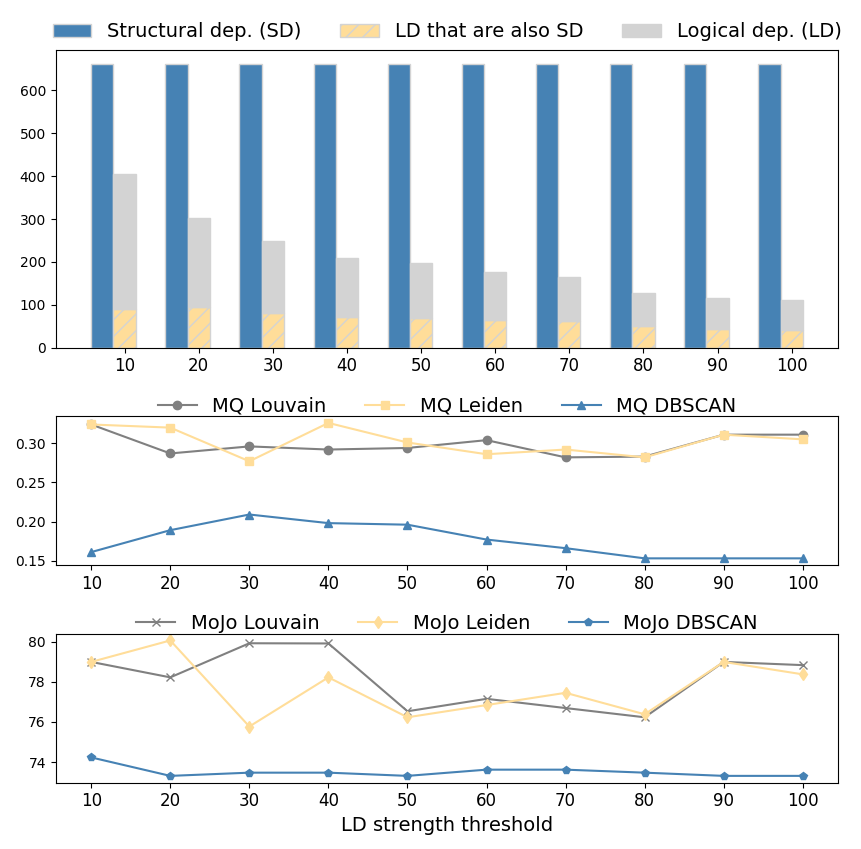 Structural dep. (SD) LD that are also SD Logical dep. (LD)
600
500
400
300
200
100
0
10 20 30 40 50 60 70 80 90 100
MQ Louvain MQ Leiden MQ DBSCAN
0.30
0.25
0.20
0.15
10 20 30 40 50 60 70 80 90 100
MoJo Louvain MoJo Leiden MoJo DBSCAN
80
78
76
74
10 20 30 40 50 60 70 80 90 100
LD strength threshold